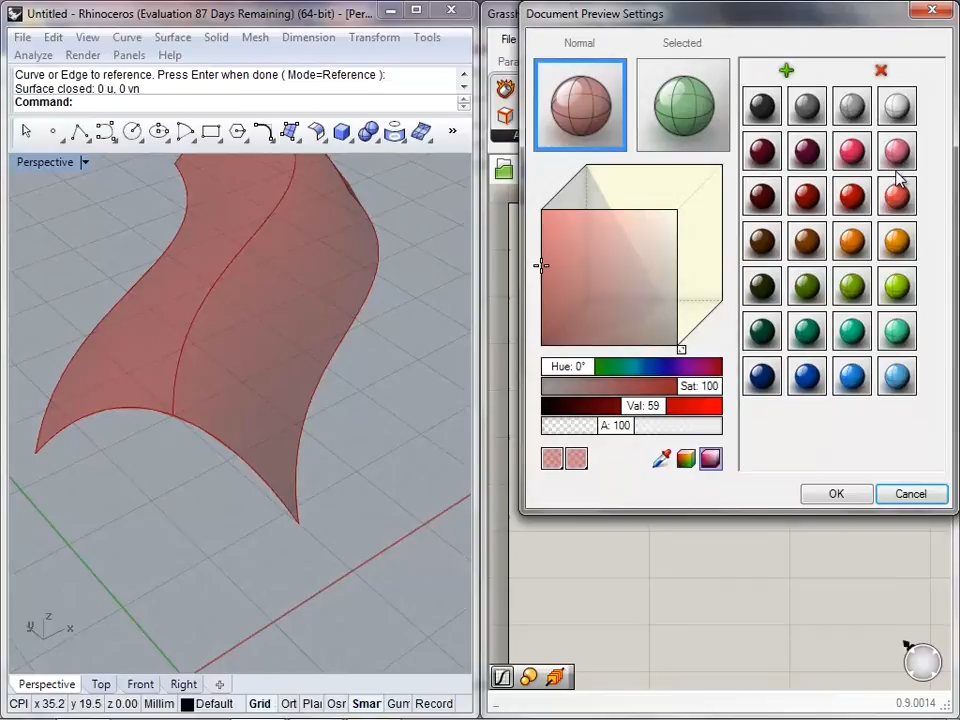 Untitled - Rhinoceros (Evaluation 87 Days Remaining) (64-bit) - [Per...
File Edit View Curve Surface Solid Mesh Dimension Transform Tools
Analyze Render Panels Help
Curve or Edge to reference. Press Enter when done ( Mode=Reference ):
Surface closed: 0 u, 0 vn
Command:
»
Perspective
z
y
x
Perspective Top Front Right
CPl x 35.2 y 19.5 z 0.00 Millim Default Grid Ort Pla Osr Smar Gum Record
Grassh
File
Para
Document Preview Settings
Normal Selected
Hue: 0°
Sat: 100
Val: 59
A: 100
OK Cancel
0.9.0014